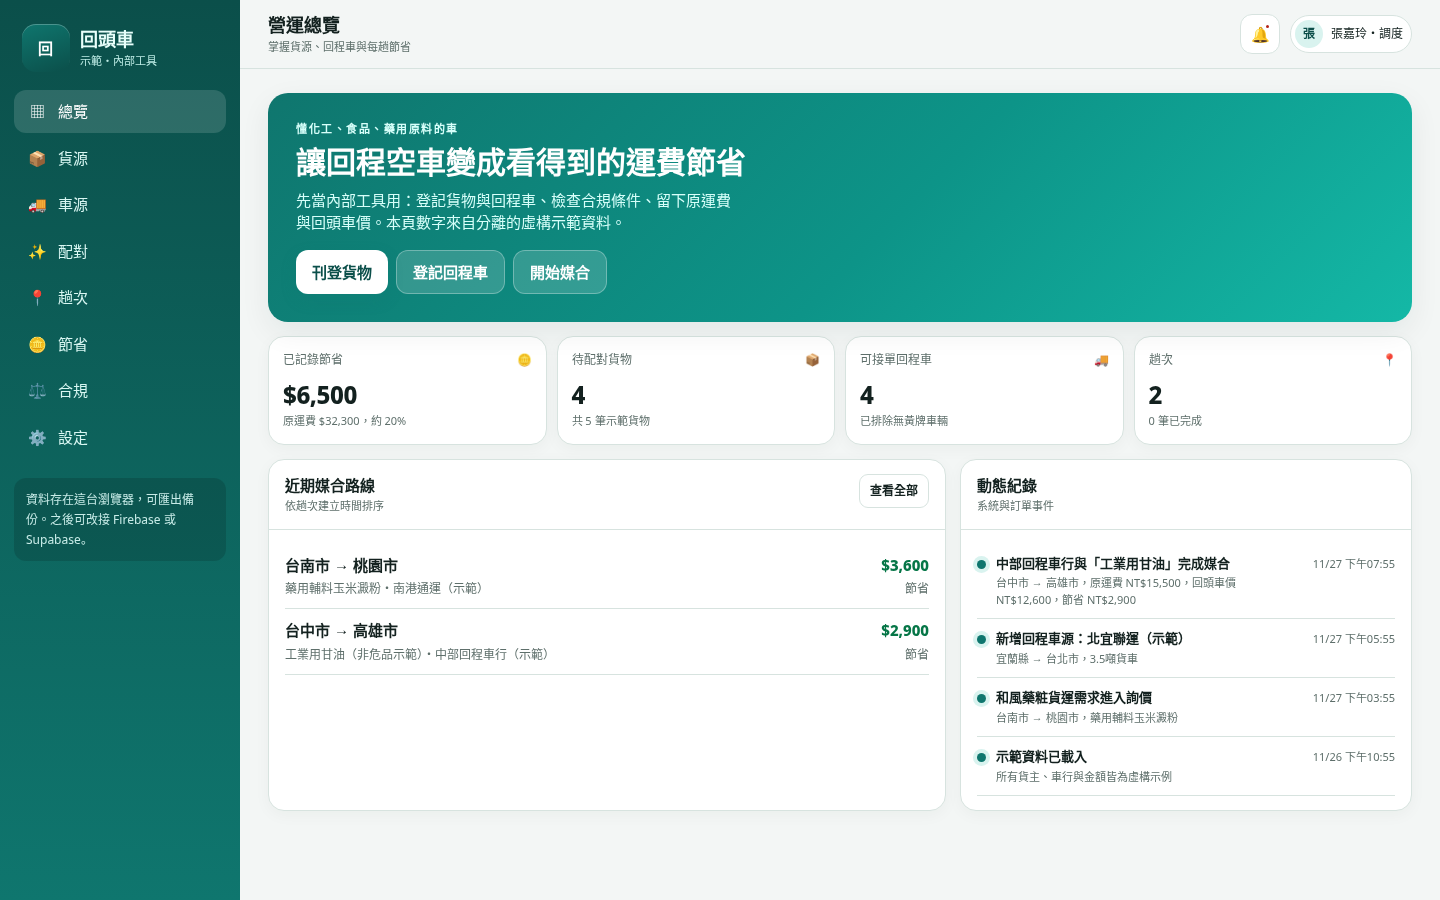 回
回頭車
示範・內部工具
總覽
貨源
車源
配對
趟次
節省
合規
設定
資料存在這台瀏覽器，可匯出備
份。之後可改接 Firebase 或
Supabase。
營運總覽
掌握貨源、回程車與每趟節省
張
張嘉玲・調度
懂化工、食品、藥用原料的車
讓回程空車變成看得到的運費節省
先當內部工具用：登記貨物與回程車、檢查合規條件、留下原運費
與回頭車價。本頁數字來自分離的虛構示範資料。
刊登貨物
登記回程車
開始媒合
已記錄節省
$6,500
原運費 $32,300，約 20%
待配對貨物
4
共 5 筆示範貨物
可接單回程車
4
已排除無黃牌車輛
趟次
2
0 筆已完成
近期媒合路線
依趟次建立時間排序
查看全部
台南市 → 桃園市
$3,600
藥用輔料玉米澱粉・南港通運（示範）
節省
台中市 → 高雄市
$2,900
工業用甘油（非危品示範）・中部回程車行（示範）
節省
動態紀錄
系統與訂單事件
中部回程車行與「工業用甘油」完成媒合
11/27 下午07:55
台中市 → 高雄市，原運費 NT$15,500，回頭車價
NT$12,600，節省 NT$2,900
新增回程車源：北宜聯運（示範）
11/27 下午05:55
宜蘭縣 → 台北市，3.5噸貨車
和風藥粧貨運需求進入詢價
11/27 下午03:55
台南市 → 桃園市，藥用輔料玉米澱粉
示範資料已載入
11/26 下午10:55
所有貨主、車行與金額皆為虛構示例